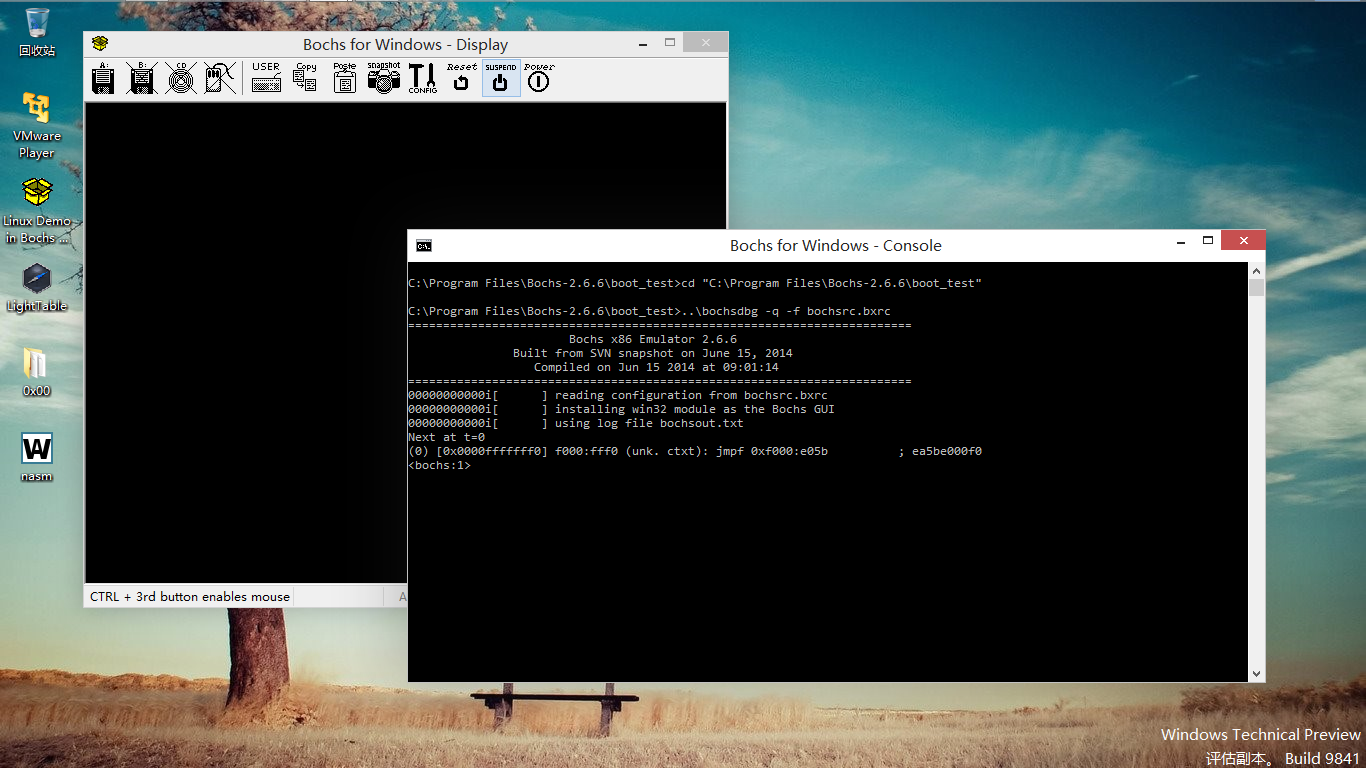 回收站
VMware
Player
Linux Demo
in Bochs ...
LightTable
0x00
nasm
Bochs for Windows - Display
A:
B:
CD
USER
Copy
Paste
snapshot
CONFIG
Reset
SUSPEND
Power
CTRL + 3rd button enables mouse
A
Bochs for Windows - Console
C:\Program Files\Bochs-2.6.6\boot_test>cd "C:\Program Files\Bochs-2.6.6\boot_test"
C:\Program Files\Bochs-2.6.6\boot_test>..\bochsdbg -q -f bochsrc.bxrc
========================================================================
Bochs x86 Emulator 2.6.6
Built from SVN snapshot on June 15, 2014
Compiled on Jun 15 2014 at 09:01:14
========================================================================
00000000000i[      ] reading configuration from bochsrc.bxrc
00000000000i[      ] installing win32 module as the Bochs GUI
00000000000i[      ] using log file bochsout.txt
Next at t=0
(0) [0x0000fffffff0] f000:fff0 (unk. ctxt): jmpf 0xf000:e05b          ; ea5be000f0
<bochs:1>
Windows Technical Preview
评估副本。 Build 9841